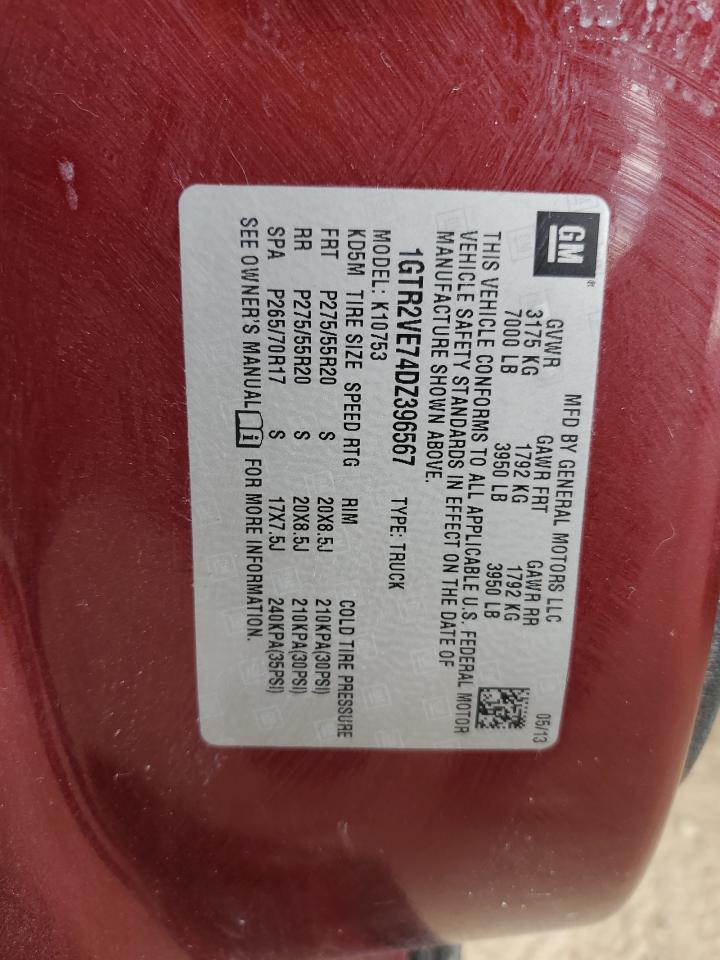 GM®
MFD BY GENERAL MOTORS LLC
05/13
GVWR GAWR FRT GAWR RR
3175 KG 1792 KG 1792 KG
7000 LB 3950 LB 3950 LB
THIS VEHICLE CONFORMS TO ALL APPLICABLE U.S. FEDERAL MOTOR
VEHICLE SAFETY STANDARDS IN EFFECT ON THE DATE OF
MANUFACTURE SHOWN ABOVE.
1GTR2VE74DZ396567 TYPE: TRUCK
MODEL: K10753
KD5M TIRE SIZE SPEED RTG RIM COLD TIRE PRESSURE
FRT P275/55R20 S 20X8.5J 210KPA(30PSI)
RR P275/55R20 S 20X8.5J 210KPA(30PSI)
SPA P265/70R17 S 17X7.5J 240KPA(35PSI)
SEE OWNER'S MANUAL i FOR MORE INFORMATION.